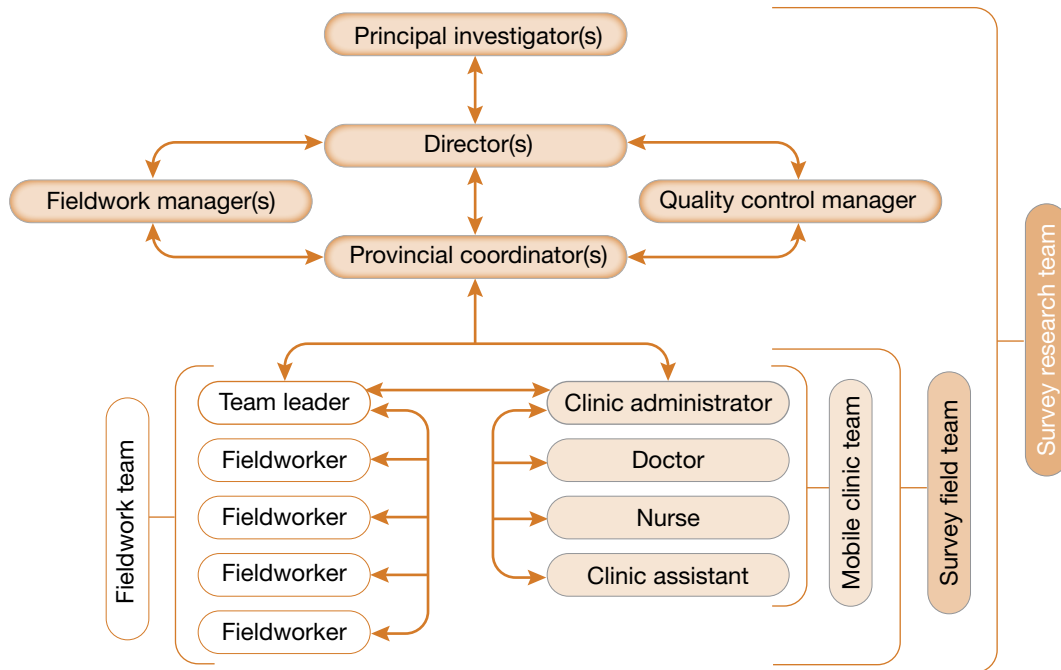 Principal investigator(s)
Director(s)
Fieldwork manager(s)
Quality control manager
Provincial coordinator(s)
Survey research team
Team leader
Clinic administrator
Fieldworker
Doctor
Fieldworker
Nurse
Fieldworker
Clinic assistant
Fieldworker
Fieldwork team
Mobile clinic team
Survey field team